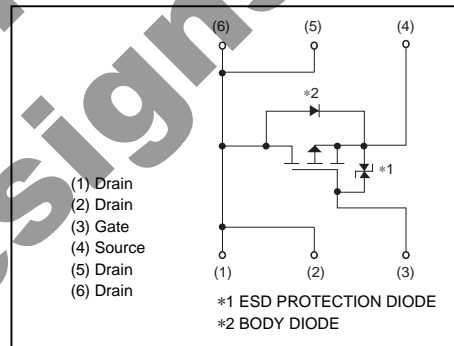 (6) (5) (4)
*2
*1
(1) Drain
(2) Drain
(3) Gate
(4) Source
(5) Drain
(6) Drain
(1) (2) (3)
*1 ESD PROTECTION DIODE
*2 BODY DIODE